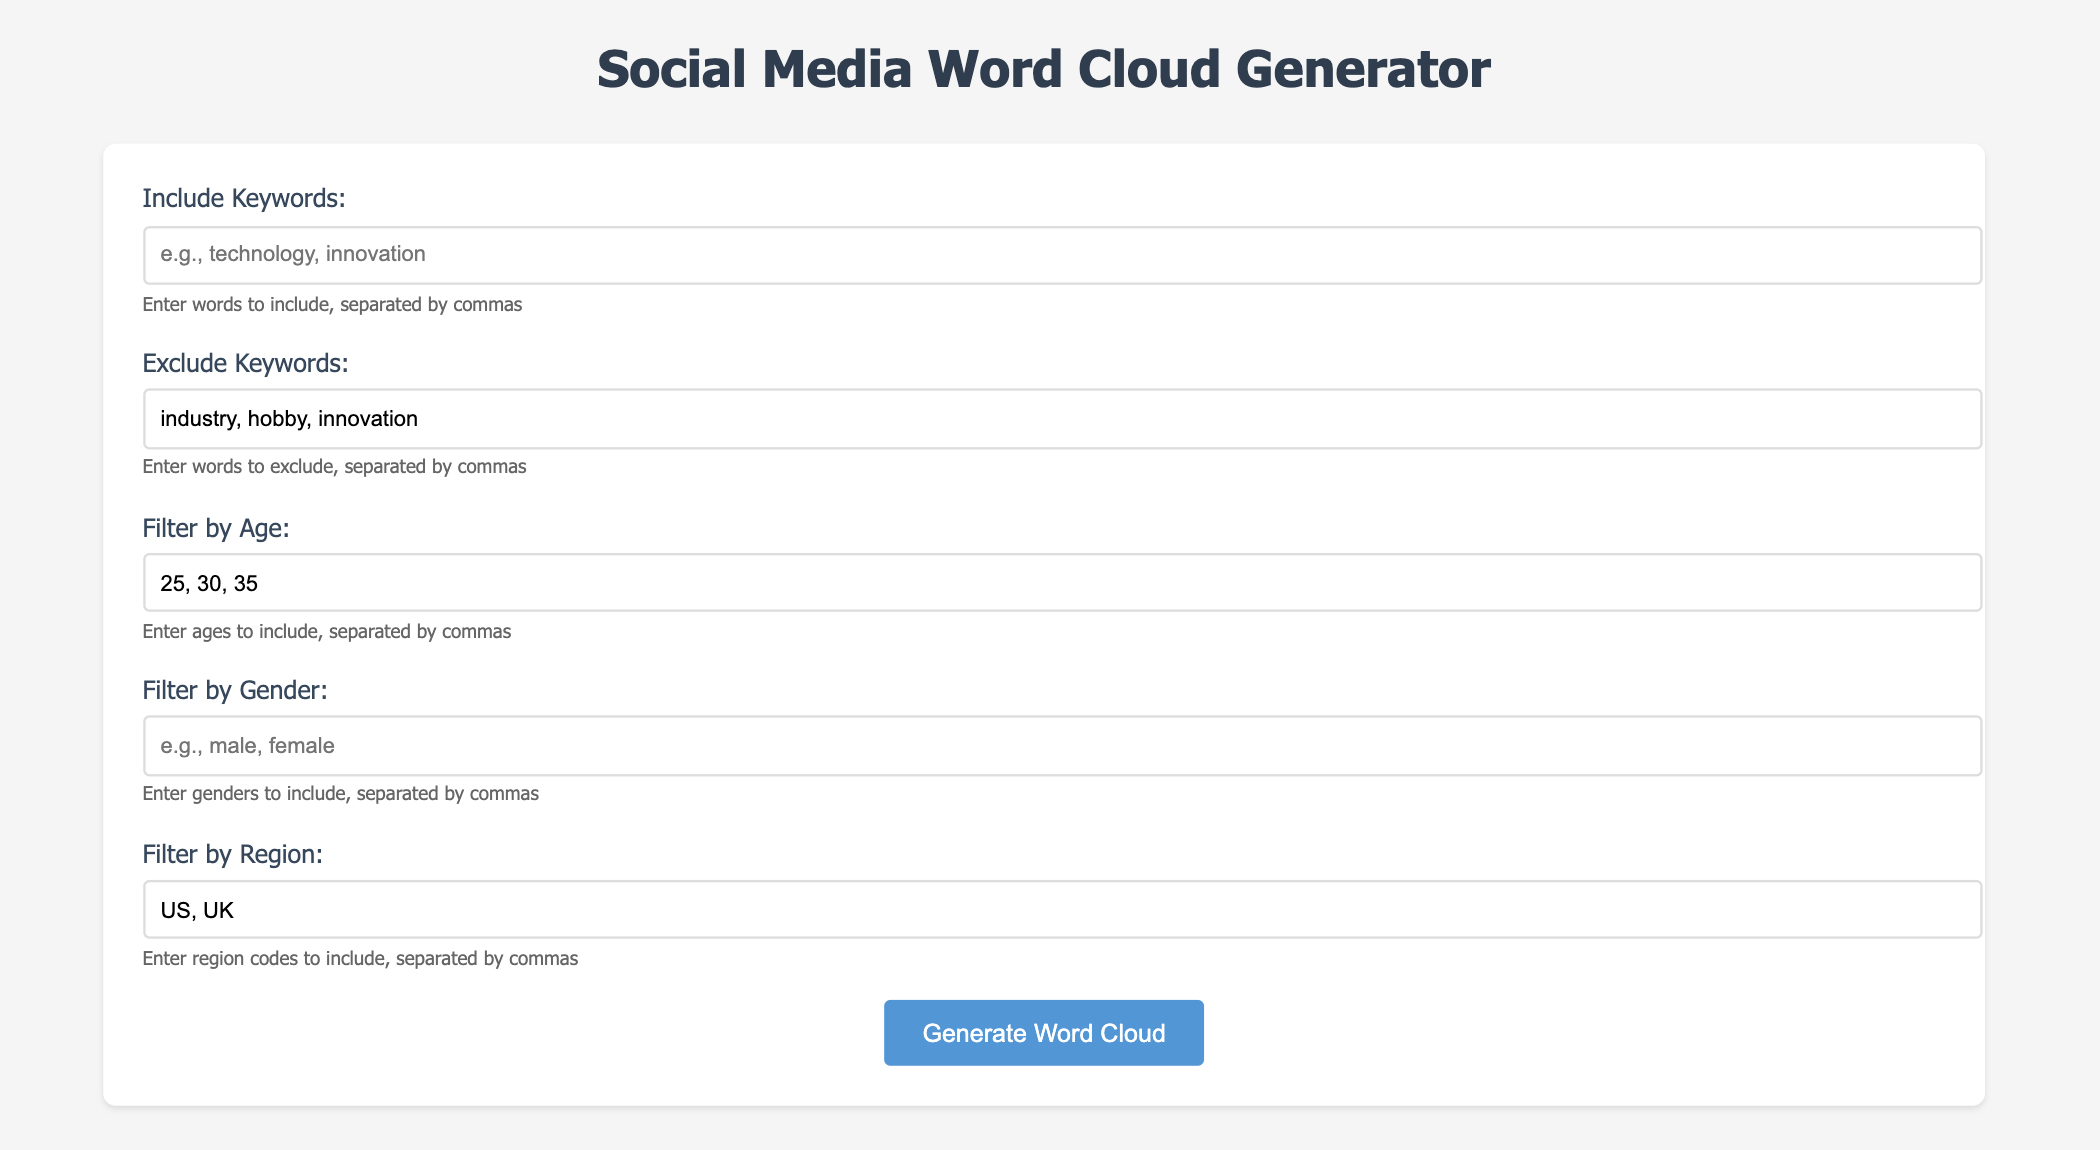 Social Media Word Cloud Generator
Include Keywords:
e.g., technology, innovation
Enter words to include, separated by commas
Exclude Keywords:
industry, hobby, innovation
Enter words to exclude, separated by commas
Filter by Age:
25, 30, 35
Enter ages to include, separated by commas
Filter by Gender:
e.g., male, female
Enter genders to include, separated by commas
Filter by Region:
US, UK
Enter region codes to include, separated by commas
Generate Word Cloud